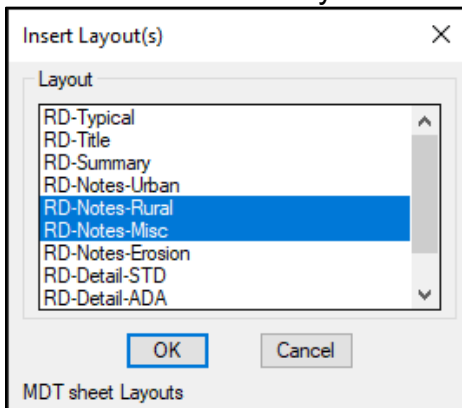 Insert Layout(s)
Layout
RD-Typical
RD-Title
RD-Summary
RD-Notes-Urban
RD-Notes-Rural
RD-Notes-Misc
RD-Notes-Erosion
RD-Detail-STD
RD-Detail-ADA
OK Cancel
MDT sheet Layouts